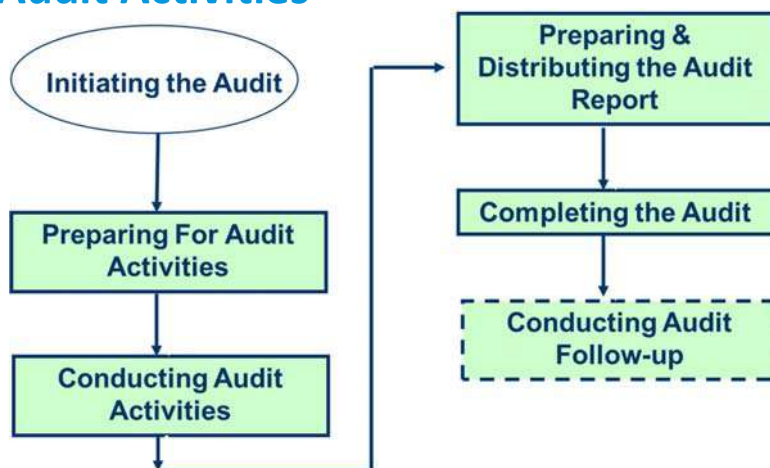 Audit Activities
Initiating the Audit
Preparing For Audit
Activities
Conducting Audit
Activities
Preparing &
Distributing the Audit
Report
Completing the Audit
Conducting Audit
Follow-up